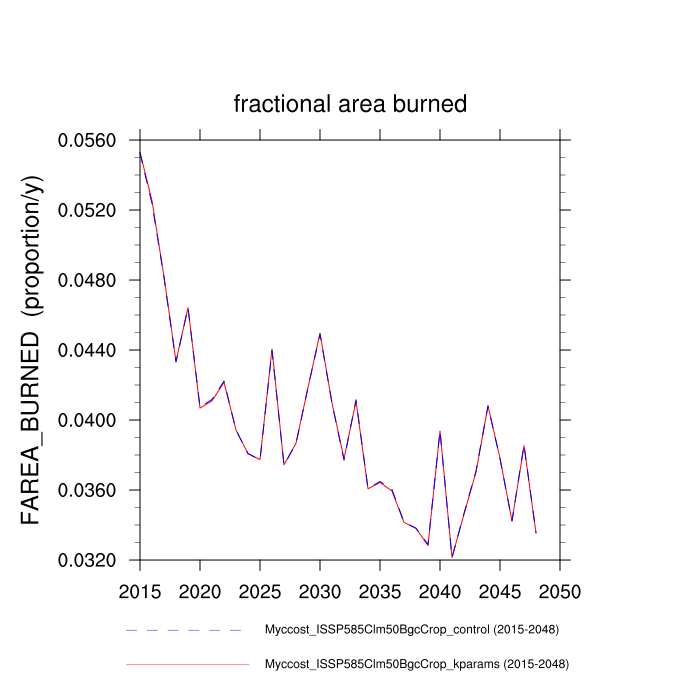 fractional area burned
FAREA_BURNED (proportion/y)
0.0560
0.0520
0.0480
0.0440
0.0400
0.0360
0.0320
2015 2020 2025 2030 2035 2040 2045 2050
Myccost_ISSP585Clm50BgcCrop_control (2015-2048)
Myccost_ISSP585Clm50BgcCrop_kparams (2015-2048)